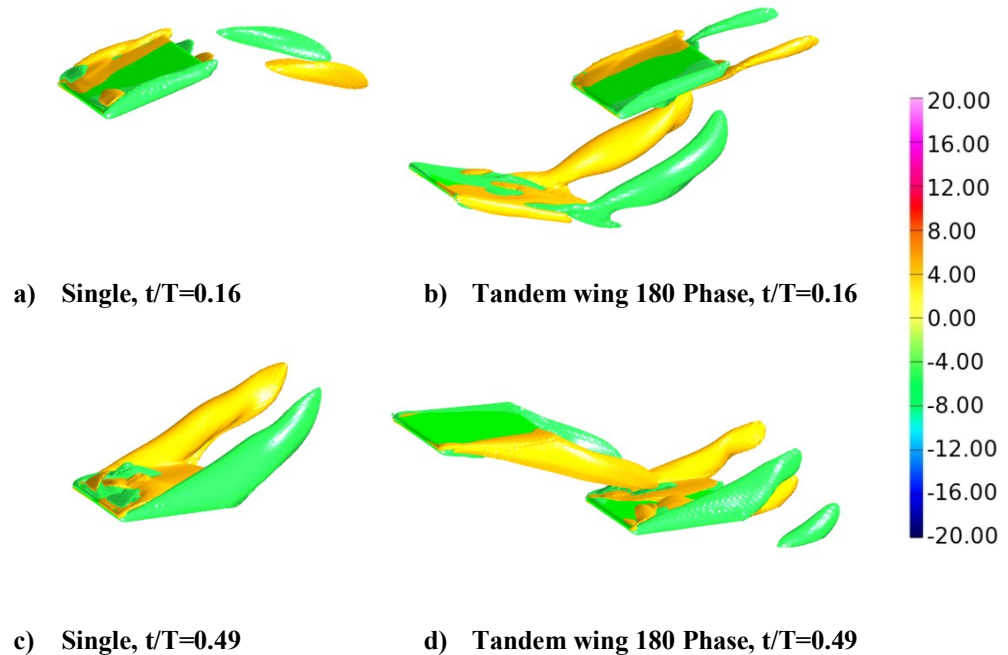 20.00
16.00
12.00
8.00
4.00
0.00
-4.00
-8.00
-12.00
-16.00
-20.00
a) Single, t/T=0.16
b) Tandem wing 180 Phase, t/T=0.16
c) Single, t/T=0.49
d) Tandem wing 180 Phase, t/T=0.49